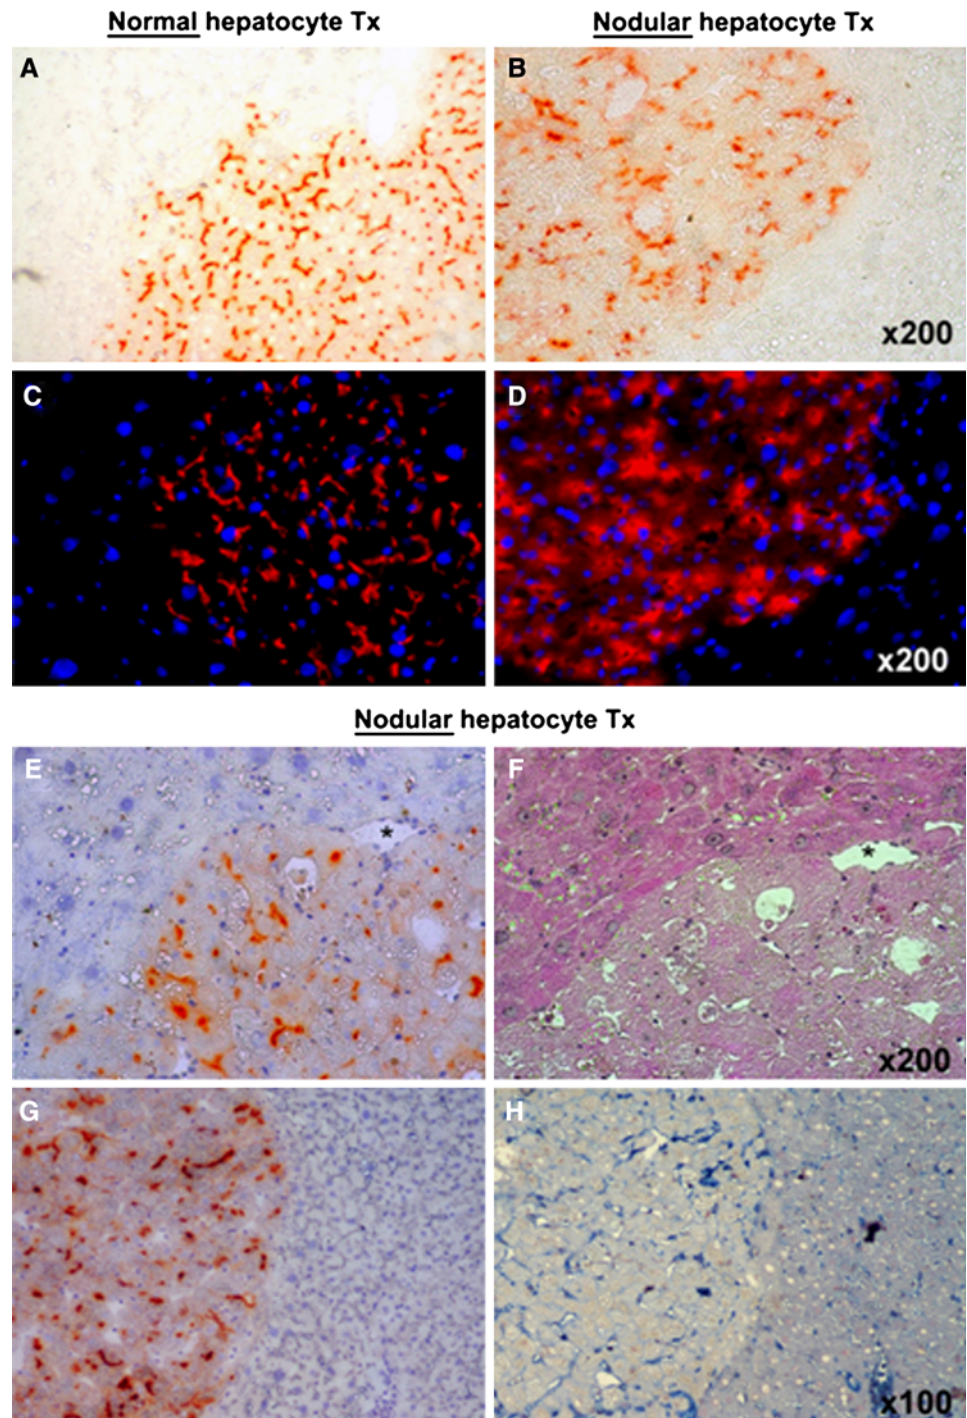 Normal hepatocyte Tx
Nodular hepatocyte Tx
A
B
x200
C
D
x200
Nodular hepatocyte Tx
E
*
F
*
x200
G
H
x100